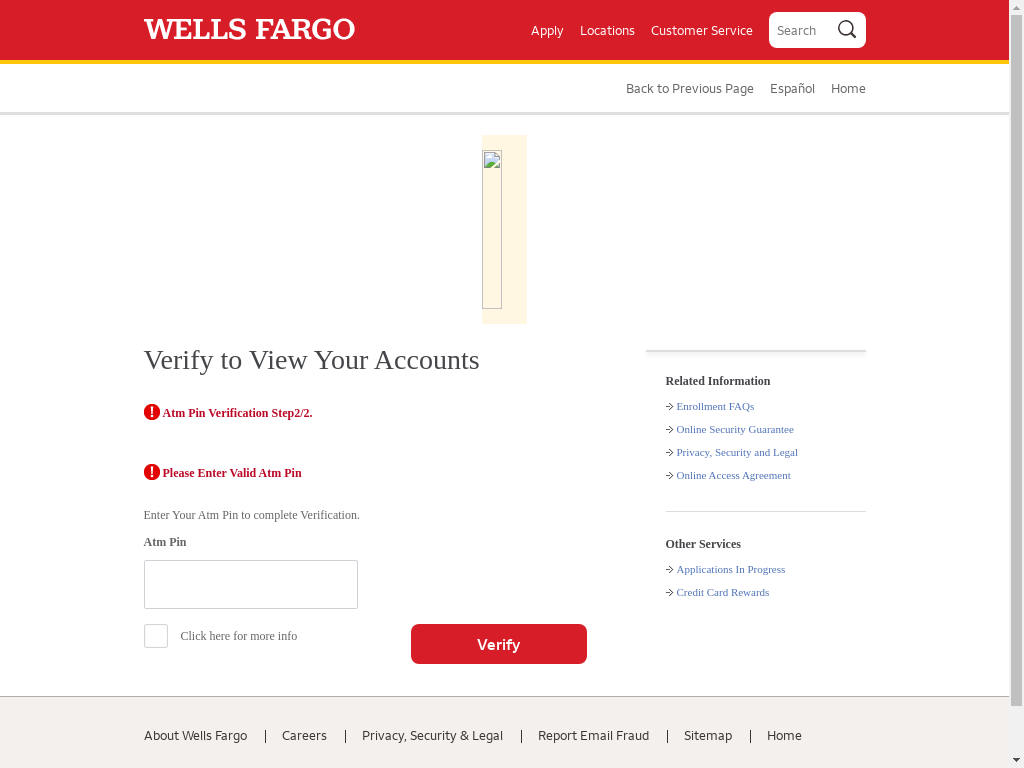 WELLS FARGO
Apply Locations Customer Service Search
Back to Previous Page Español Home
Verify to View Your Accounts
Atm Pin Verification Step2/2.
Please Enter Valid Atm Pin
Enter Your Atm Pin to complete Verification.
Atm Pin
Click here for more info
Verify
Related Information
Enrollment FAQs
Online Security Guarantee
Privacy, Security and Legal
Online Access Agreement
Other Services
Applications In Progress
Credit Card Rewards
About Wells Fargo | Careers | Privacy, Security & Legal | Report Email Fraud | Sitemap | Home